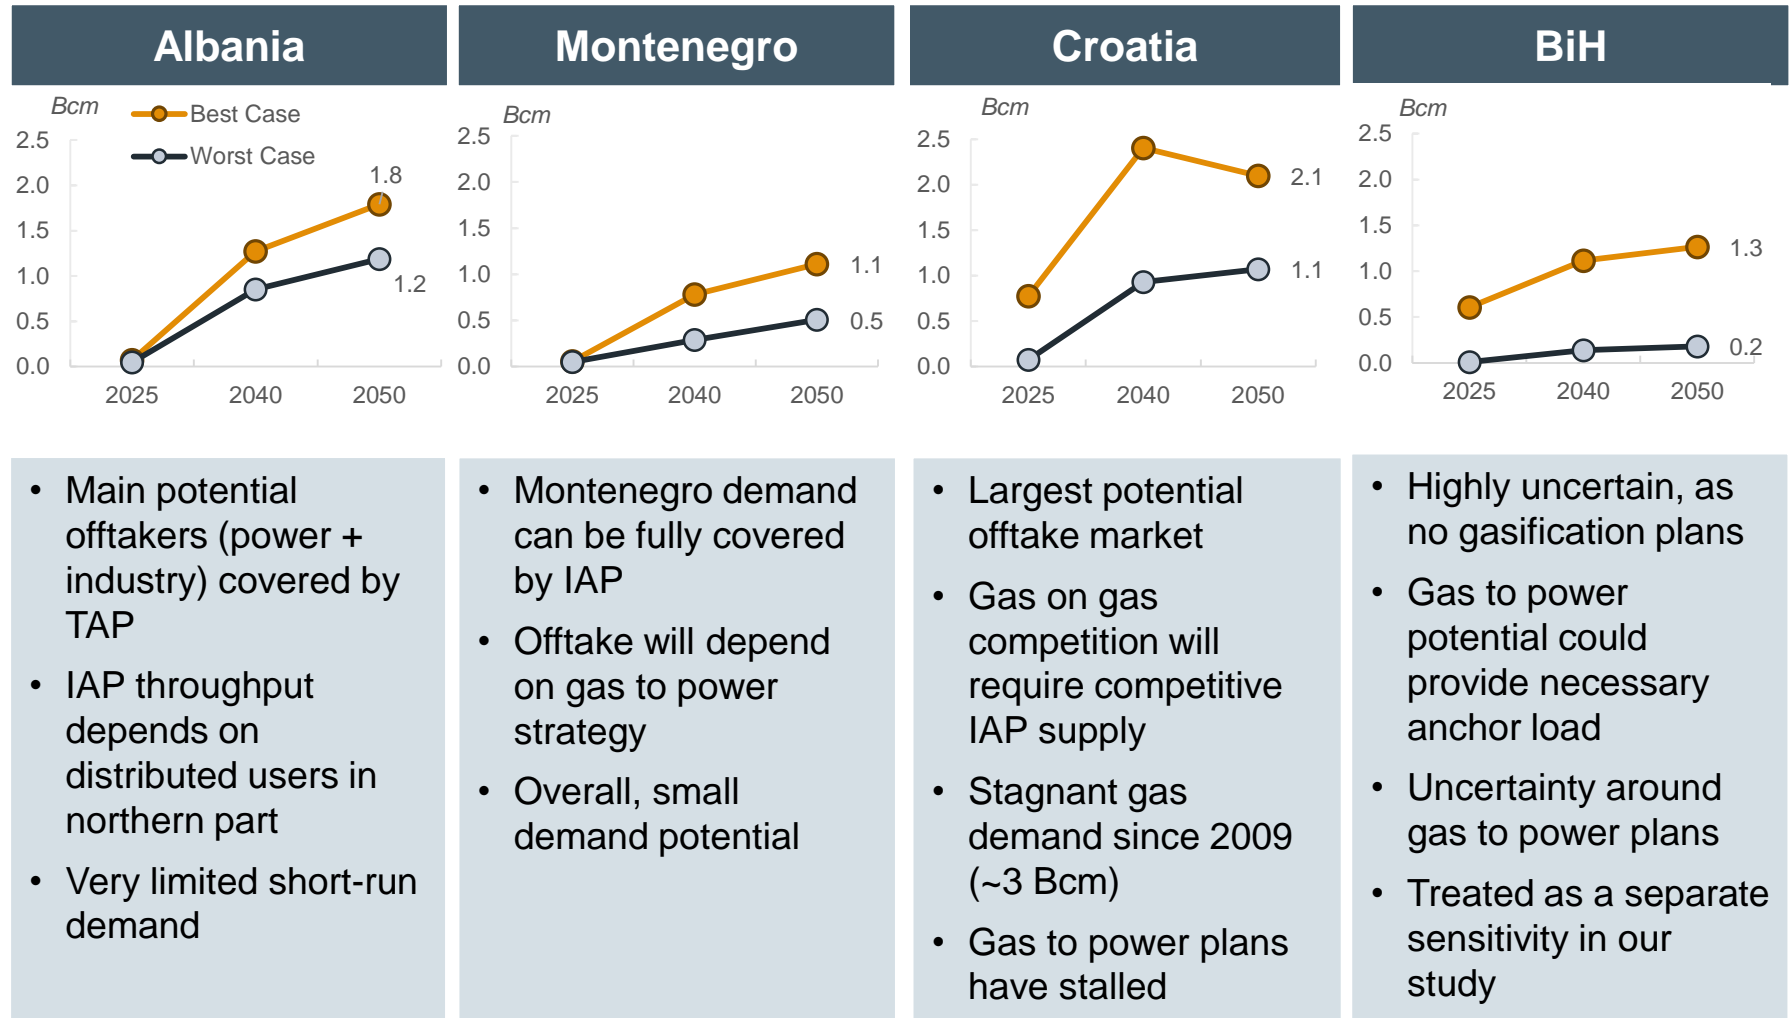 Albania
Bcm
Best Case
Worst Case
2.5
2.0
1.5
1.0
0.5
0.0
1.8
1.2
2025 2040 2050
• Main potential
offtakers (power +
industry) covered by
TAP
• IAP throughput
depends on
distributed users in
northern part
• Very limited short-run
demand
Montenegro
Bcm
2.5
2.0
1.5
1.0
0.5
0.0
1.1
0.5
2025 2040 2050
• Montenegro demand
can be fully covered
by IAP
• Offtake will depend
on gas to power
strategy
• Overall, small
demand potential
Croatia
Bcm
2.5
2.0
1.5
1.0
0.5
0.0
2.1
1.1
2025 2040 2050
• Largest potential
offtake market
• Gas on gas
competition will
require competitive
IAP supply
• Stagnant gas
demand since 2009
(~3 Bcm)
• Gas to power plans
have stalled
BiH
Bcm
2.5
2.0
1.5
1.0
0.5
0.0
1.3
0.2
2025 2040 2050
• Highly uncertain, as
no gasification plans
• Gas to power
potential could
provide necessary
anchor load
• Uncertainty around
gas to power plans
• Treated as a separate
sensitivity in our
study